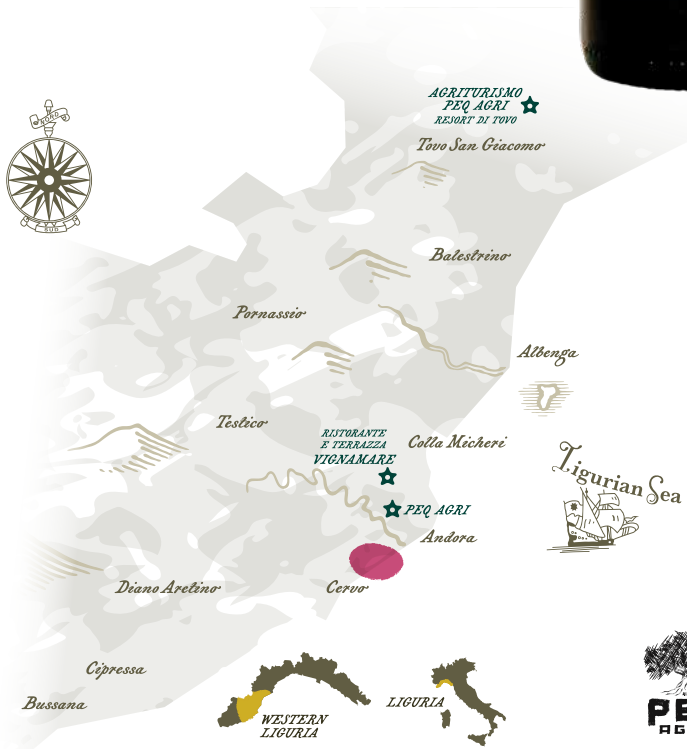 NORD
AGRITURISMO
PEQ AGRI
RESORT DI TOVO
Tovo San Giacomo
Balestrino
Pornassio
Albenga
Testico
RISTORANTE
E TERRAZZA
VIGNAMARE
Colla Micheri
Ligurian Sea
PEQ AGRI
Andora
Diano Aretino
Cervo
Cipressa
Bussana
WESTERN
LIGURIA
LIGURIA
SUD